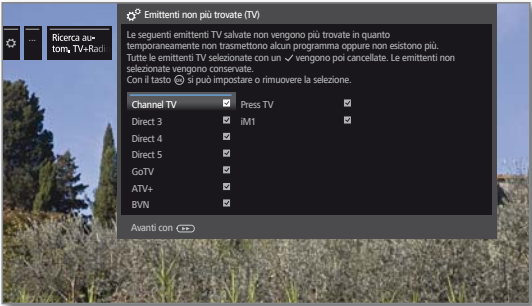 Emittenti non più trovate (TV)
...
Ricerca au-
tom. TV+Radi
Le seguenti emittenti TV salvate non vengono più trovate in quanto
temporaneamente non trasmettono alcun programma oppure non esistono più.
Tutte le emittenti TV selezionate con un ✓ vengono poi cancellate. Le emittenti non
selezionate vengono conservate.
Con il tasto OK si può impostare o rimuovere la selezione.
Channel TV
Press TV
Direct 3
iM1
Direct 4
Direct 5
GoTV
ATV+
BVN
Avanti con